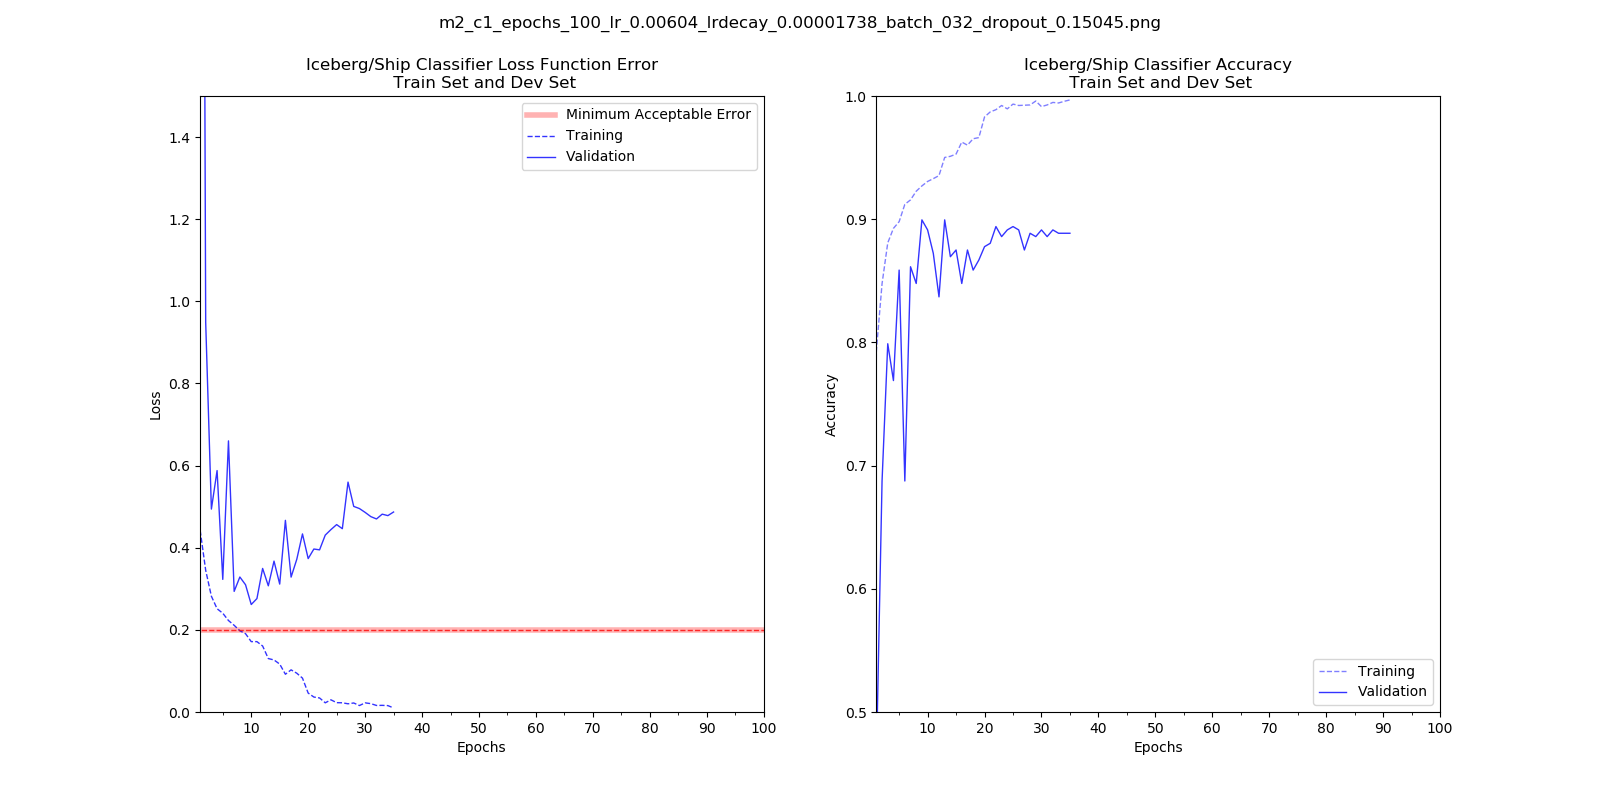 m2_c1_epochs_100_lr_0.00604_lrdecay_0.00001738_batch_032_dropout_0.15045.png
Iceberg/Ship Classifier Loss Function Error
Train Set and Dev Set
1.4
1.2
1.0
0.8
0.6
0.4
0.2
0.0
Loss
Minimum Acceptable Error
Training
Validation
10 20 30 40 50 60 70 80 90 100
Epochs
Iceberg/Ship Classifier Accuracy
Train Set and Dev Set
1.0
0.9
0.8
0.7
0.6
0.5
Accuracy
Training
Validation
10 20 30 40 50 60 70 80 90 100
Epochs